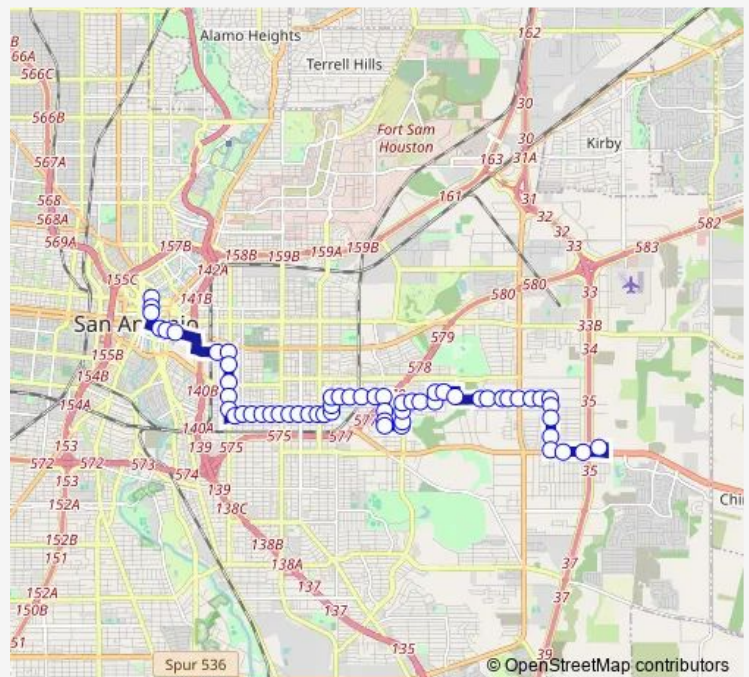 162
Alamo Heights
B
66A
566C
Terrell Hills
30
566B
Fort Sam
Houston
30
163
31A
Kirby
567A
161
31
568
568A
32
582
569A
157B
158B
159B
159A
159B
32
33
583
155C
142A
580
580
141B
33
San Antonio
579
33B
155B
34
154B
578
154A
140B
35
577
140A
575
577
153
139
575
572
572
573
574
35
153
139
152A
138C
Chi
152B
138B
151
138A
37
137
152A
37
150B
137
51
135
39
Spur 536
© OpenStreetMap contributors